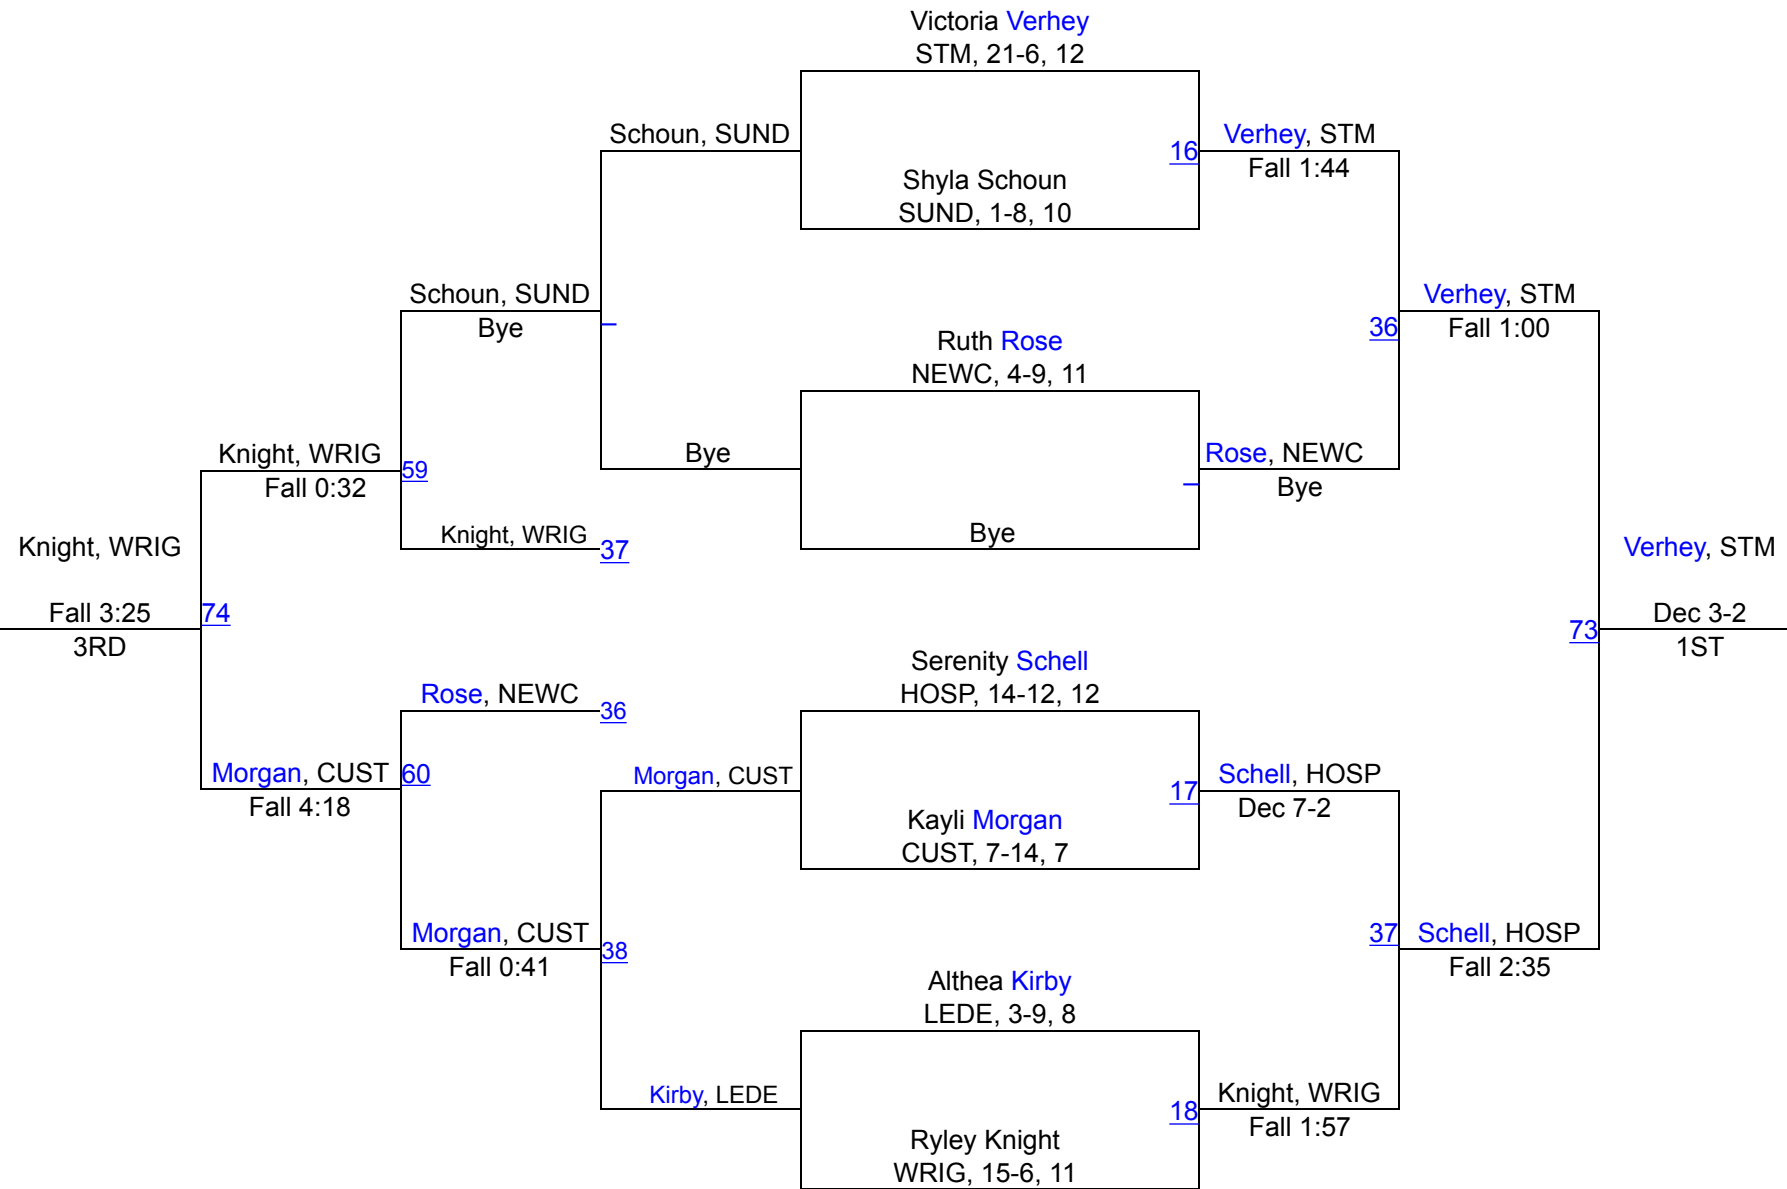 Victoria Verhey
STM, 21-6, 12
Schoun, SUND
16
Verhey, STM
Fall 1:44
Shyla Schoun
SUND, 1-8, 10
Schoun, SUND
Bye
Verhey, STM
36
Fall 1:00
Ruth Rose
NEWC, 4-9, 11
Knight, WRIG
59
Fall 0:32
Bye
Rose, NEWC
Bye
Knight, WRIG
37
Bye
Knight, WRIG
Verhey, STM
Fall 3:25
74
3RD
73
Dec 3-2
1ST
Serenity Schell
HOSP, 14-12, 12
Rose, NEWC
36
Morgan, CUST
60
Fall 4:18
Morgan, CUST
17
Schell, HOSP
Dec 7-2
Kayli Morgan
CUST, 7-14, 7
Morgan, CUST
38
Fall 0:41
37
Schell, HOSP
Fall 2:35
Althea Kirby
LEDE, 3-9, 8
Kirby, LEDE
18
Knight, WRIG
Fall 1:57
Ryley Knight
WRIG, 15-6, 11